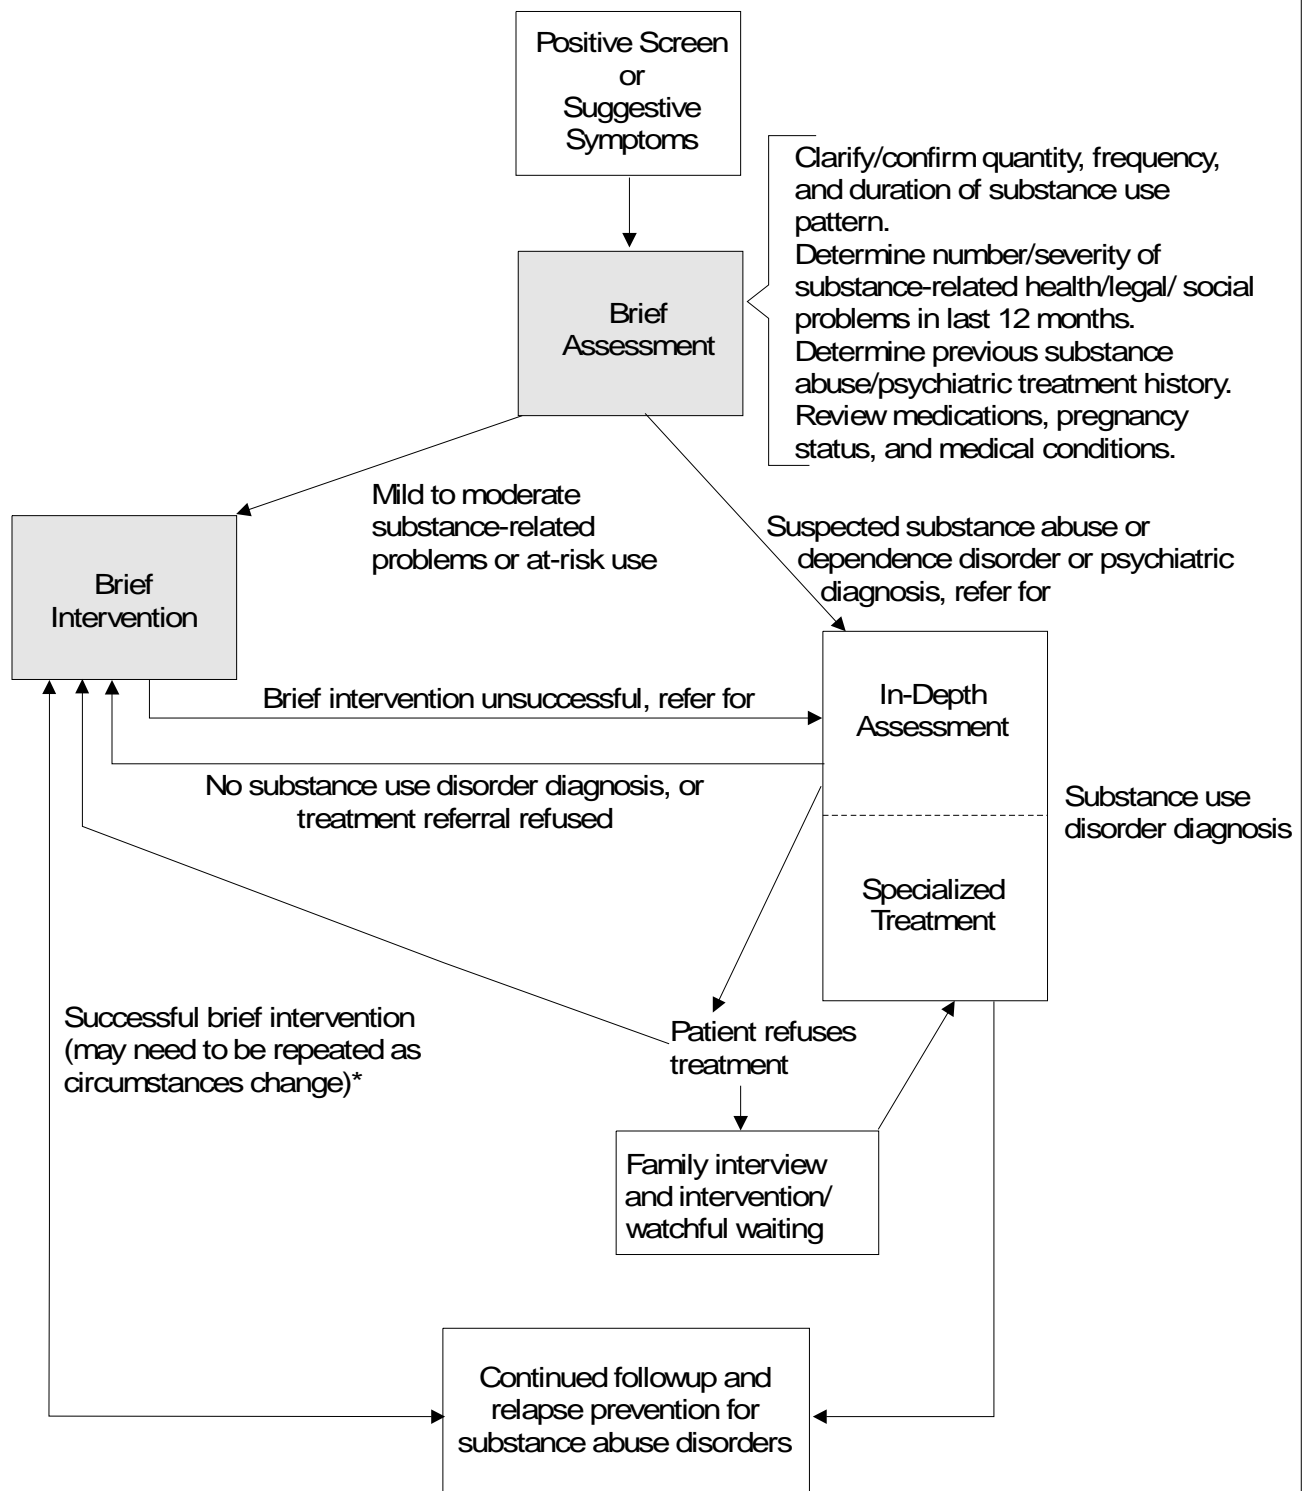 Positive Screen
or
Suggestive
Symptoms
Clarify/confirm quantity, frequency,
and duration of substance use
pattern.
Determine number/severity of
substance-related health/legal/ social
problems in last 12 months.
Determine previous substance
abuse/psychiatric treatment history.
Review medications, pregnancy
status, and medical conditions.
Brief
Assessment
Mild to moderate
substance-related
problems or at-risk use
Suspected substance abuse or
dependence disorder or psychiatric
diagnosis, refer for
Brief
Intervention
Brief intervention unsuccessful, refer for
In-Depth
Assessment
No substance use disorder diagnosis, or
treatment referral refused
Substance use
disorder diagnosis
Specialized
Treatment
Successful brief intervention
(may need to be repeated as
circumstances change)*
Patient refuses
treatment
Family interview
and intervention/
watchful waiting
Continued followup and
relapse prevention for
substance abuse disorders